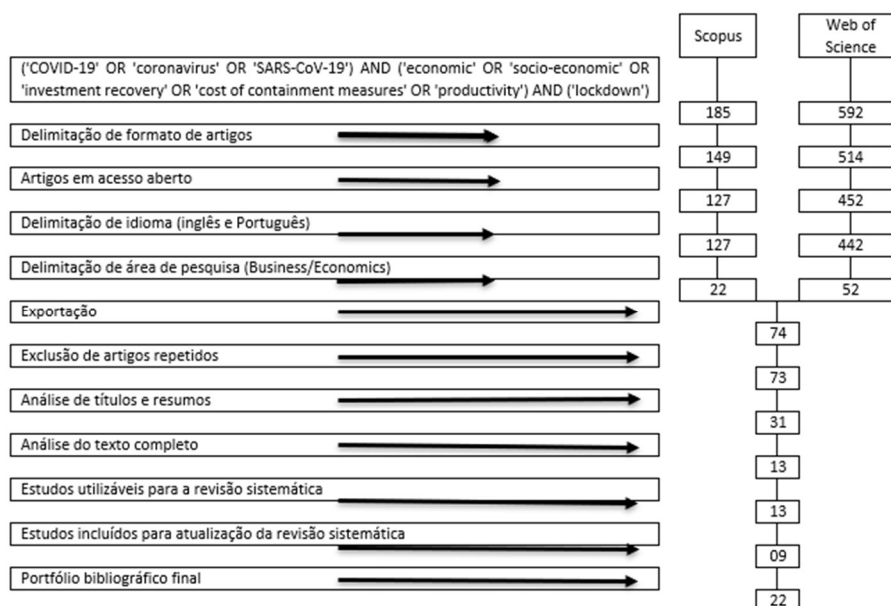 Scopus
Web of
Science
('COVID-19' OR 'coronavirus' OR 'SARS-CoV-19') AND ('economic' OR 'socio-economic' OR
'investment recovery' OR 'cost of containment measures' OR 'productivity') AND ('lockdown')
185
592
Delimitação de formato de artigos
149
514
Artigos em acesso aberto
127
452
Delimitação de idioma (inglês e Português)
127
442
Delimitação de área de pesquisa (Business/Economics)
22
52
Exportação
74
Exclusão de artigos repetidos
73
Análise de títulos e resumos
31
Análise do texto completo
13
Estudos utilizáveis para a revisão sistemática
13
Estudos incluídos para atualização da revisão sistemática
09
Portfólio bibliográfico final
22